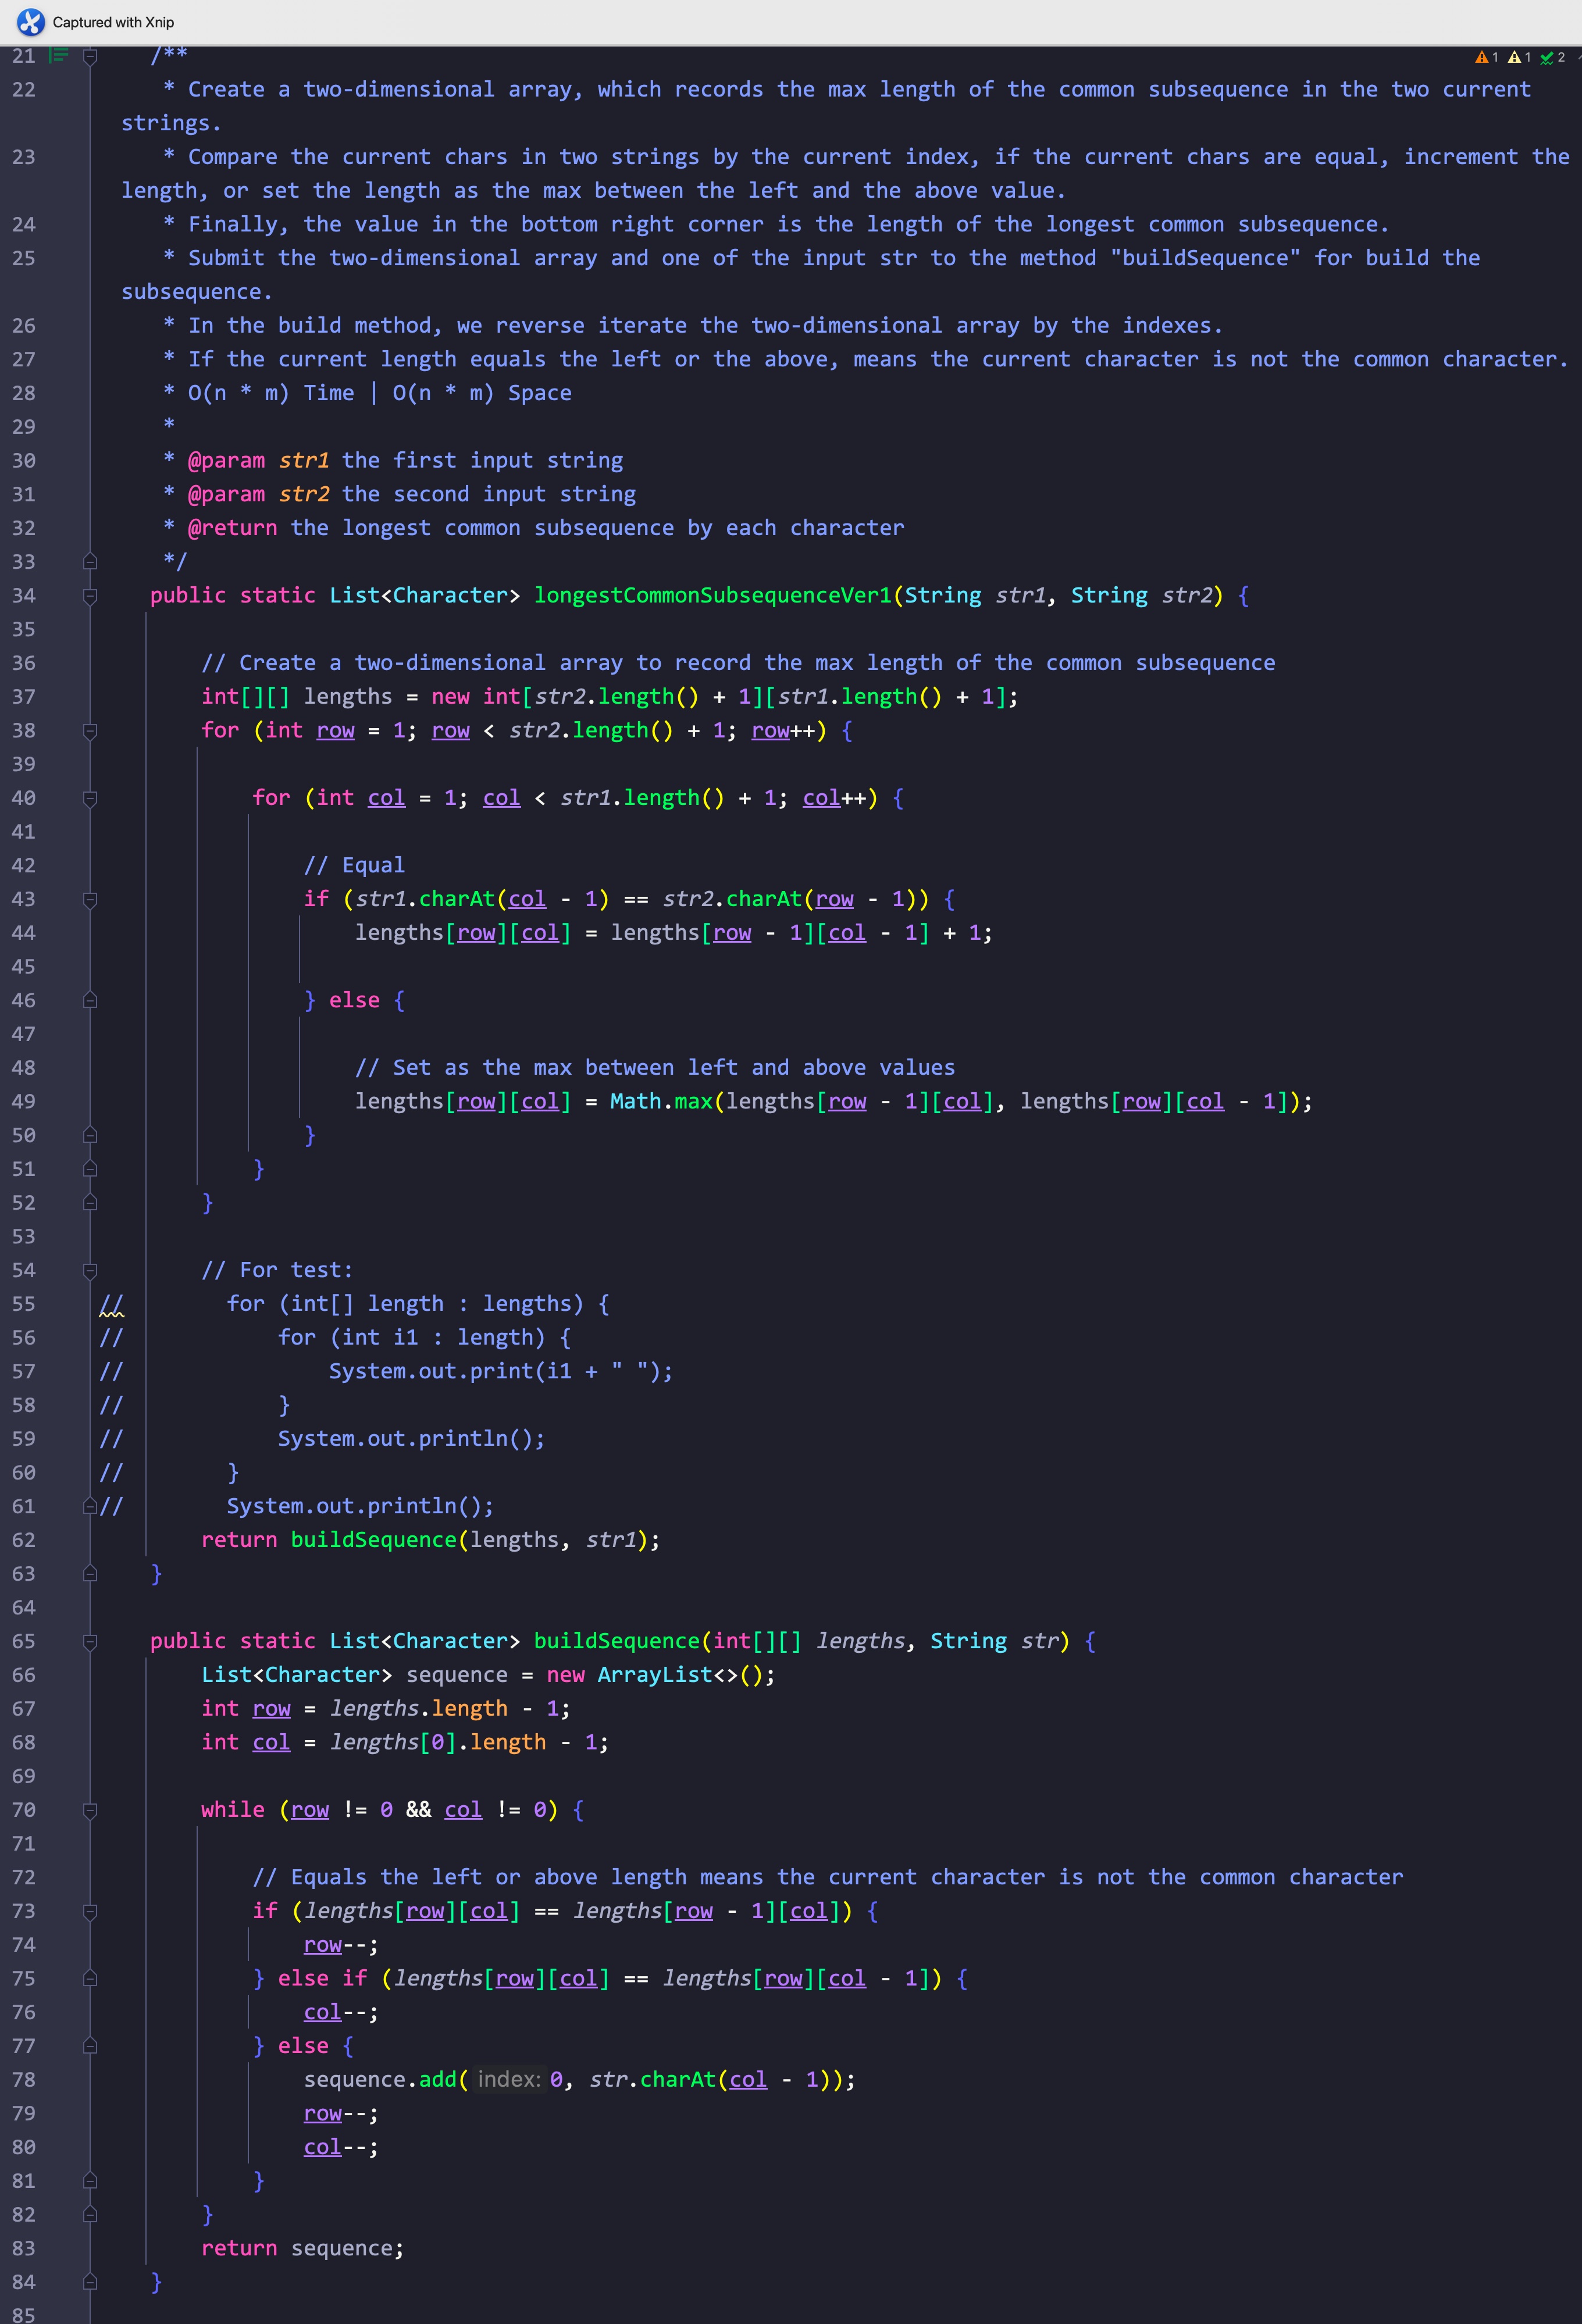 Captured with Xnip
21 /**
1 1 2
22 * Create a two-dimensional array, which records the max length of the common subsequence in the two current
strings.
23 * Compare the current chars in two strings by the current index, if the current chars are equal, increment the
length, or set the length as the max between the left and the above value.
24 * Finally, the value in the bottom right corner is the length of the longest common subsequence.
25 * Submit the two-dimensional array and one of the input str to the method "buildSequence" for build the
subsequence.
26 * In the build method, we reverse iterate the two-dimensional array by the indexes.
27 * If the current length equals the left or the above, means the current character is not the common character.
28 * O(n * m) Time | O(n * m) Space
29 *
30 * @param str1 the first input string
31 * @param str2 the second input string
32 * @return the longest common subsequence by each character
33 */
34 public static List<Character> longestCommonSubsequenceVer1(String str1, String str2) {
35
36 // Create a two-dimensional array to record the max length of the common subsequence
37 int[][] lengths = new int[str2.length() + 1][str1.length() + 1];
38 for (int row = 1; row < str2.length() + 1; row++) {
39
40 for (int col = 1; col < str1.length() + 1; col++) {
41
42 // Equal
43 if (str1.charAt(col - 1) == str2.charAt(row - 1)) {
44 lengths[row][col] = lengths[row - 1][col - 1] + 1;
45
46 } else {
47
48 // Set as the max between left and above values
49 lengths[row][col] = Math.max(lengths[row - 1][col], lengths[row][col - 1]);
50 }
51 }
52 }
53
54 // For test:
55 // for (int[] length : lengths) {
56 // for (int i1 : length) {
57 // System.out.print(i1 + " ");
58 // }
59 // System.out.println();
60 // }
61 // System.out.println();
62 return buildSequence(lengths, str1);
63 }
64
65 public static List<Character> buildSequence(int[][] lengths, String str) {
66 List<Character> sequence = new ArrayList<>();
67 int row = lengths.length - 1;
68 int col = lengths[0].length - 1;
69
70 while (row != 0 && col != 0) {
71
72 // Equals the left or above length means the current character is not the common character
73 if (lengths[row][col] == lengths[row - 1][col]) {
74 row--;
75 } else if (lengths[row][col] == lengths[row][col - 1]) {
76 col--;
77 } else {
78 sequence.add( index: 0, str.charAt(col - 1));
79 row--;
80 col--;
81 }
82 }
83 return sequence;
84 }
85